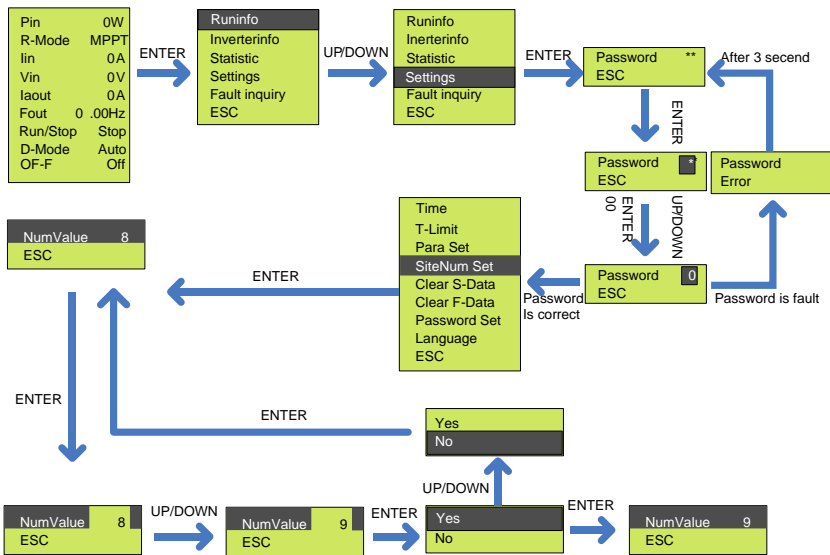 Pin 0W
R-Mode MPPT
Iin 0A
Vin 0V
Iaout 0A
Fout 0 .00Hz
Run/Stop Stop
D-Mode Auto
OF-F Off
ENTER
Runinfo
Inverterinfo
Statistic
Settings
Fault inquiry
ESC
UP/DOWN
Runinfo
Inerterinfo
Statistic
Settings
Fault inquiry
ESC
ENTER
Password **
ESC
After 3 secend
ENTER
Password *
ESC
Password
Error
UP/DOWN
ENTER
00
Password 0
ESC
Password is fault
Password
Is correct
Time
T-Limit
Para Set
SiteNum Set
Clear S-Data
Clear F-Data
Password Set
Language
ESC
ENTER
NumValue 8
ESC
ENTER
ENTER
Yes
No
UP/DOWN
NumValue 8
ESC
UP/DOWN
NumValue 9
ESC
ENTER
Yes
No
ENTER
NumValue 9
ESC